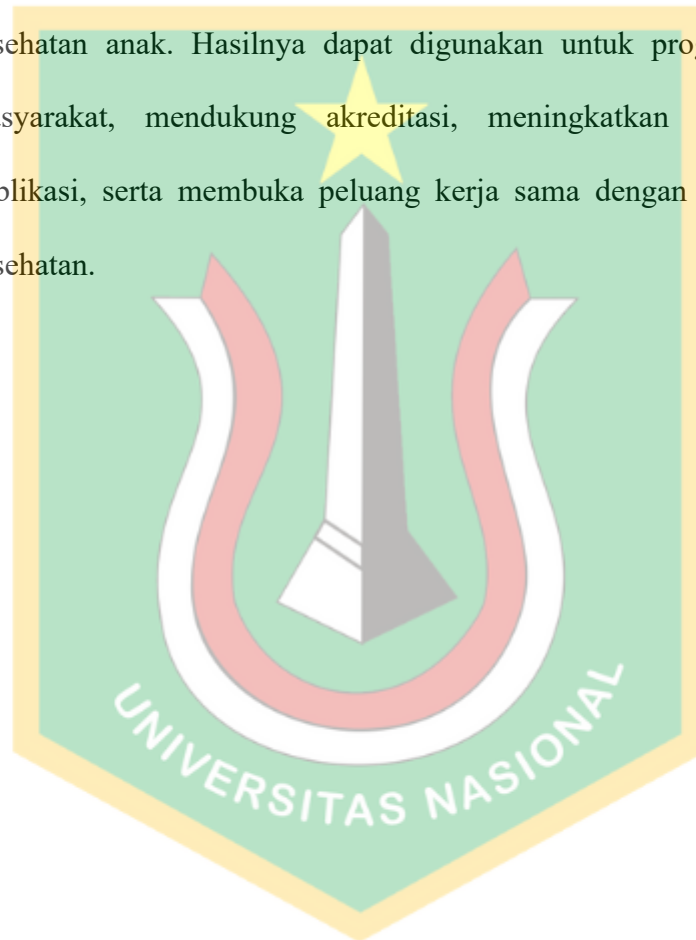 sehatan anak. Hasilnya dapat digunakan untuk pro
syarakat, mendukung akreditasi, meningkatkan
blikasi, serta membuka peluang kerja sama dengan
sehatan.
UNIVERSITAS NASIONAL